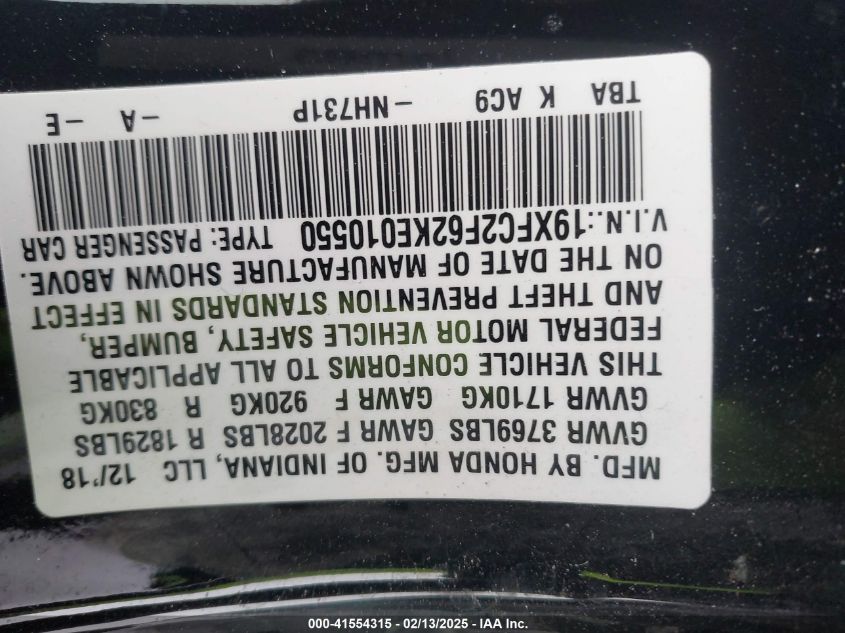 MFD. BY HONDA MFG. OF INDIANA, LLC 12/'18
GVWR 3769LBS GAWR F 2028LBS R 1829LBS
GVWR 1710KG GAWR F 920KG R 830KG
THIS VEHICLE CONFORMS TO ALL APPLICABLE
FEDERAL MOTOR VEHICLE SAFETY, BUMPER,
AND THEFT PREVENTION STANDARDS IN EFFECT
ON THE DATE OF MANUFACTURE SHOWN ABOVE.
V.I.N.:19XFC2F62KE010550 TYPE: PASSENGER CAR
TBA K AC9 –NH731P –A –E
000-41554315 - 02/13/2025 - IAA Inc.